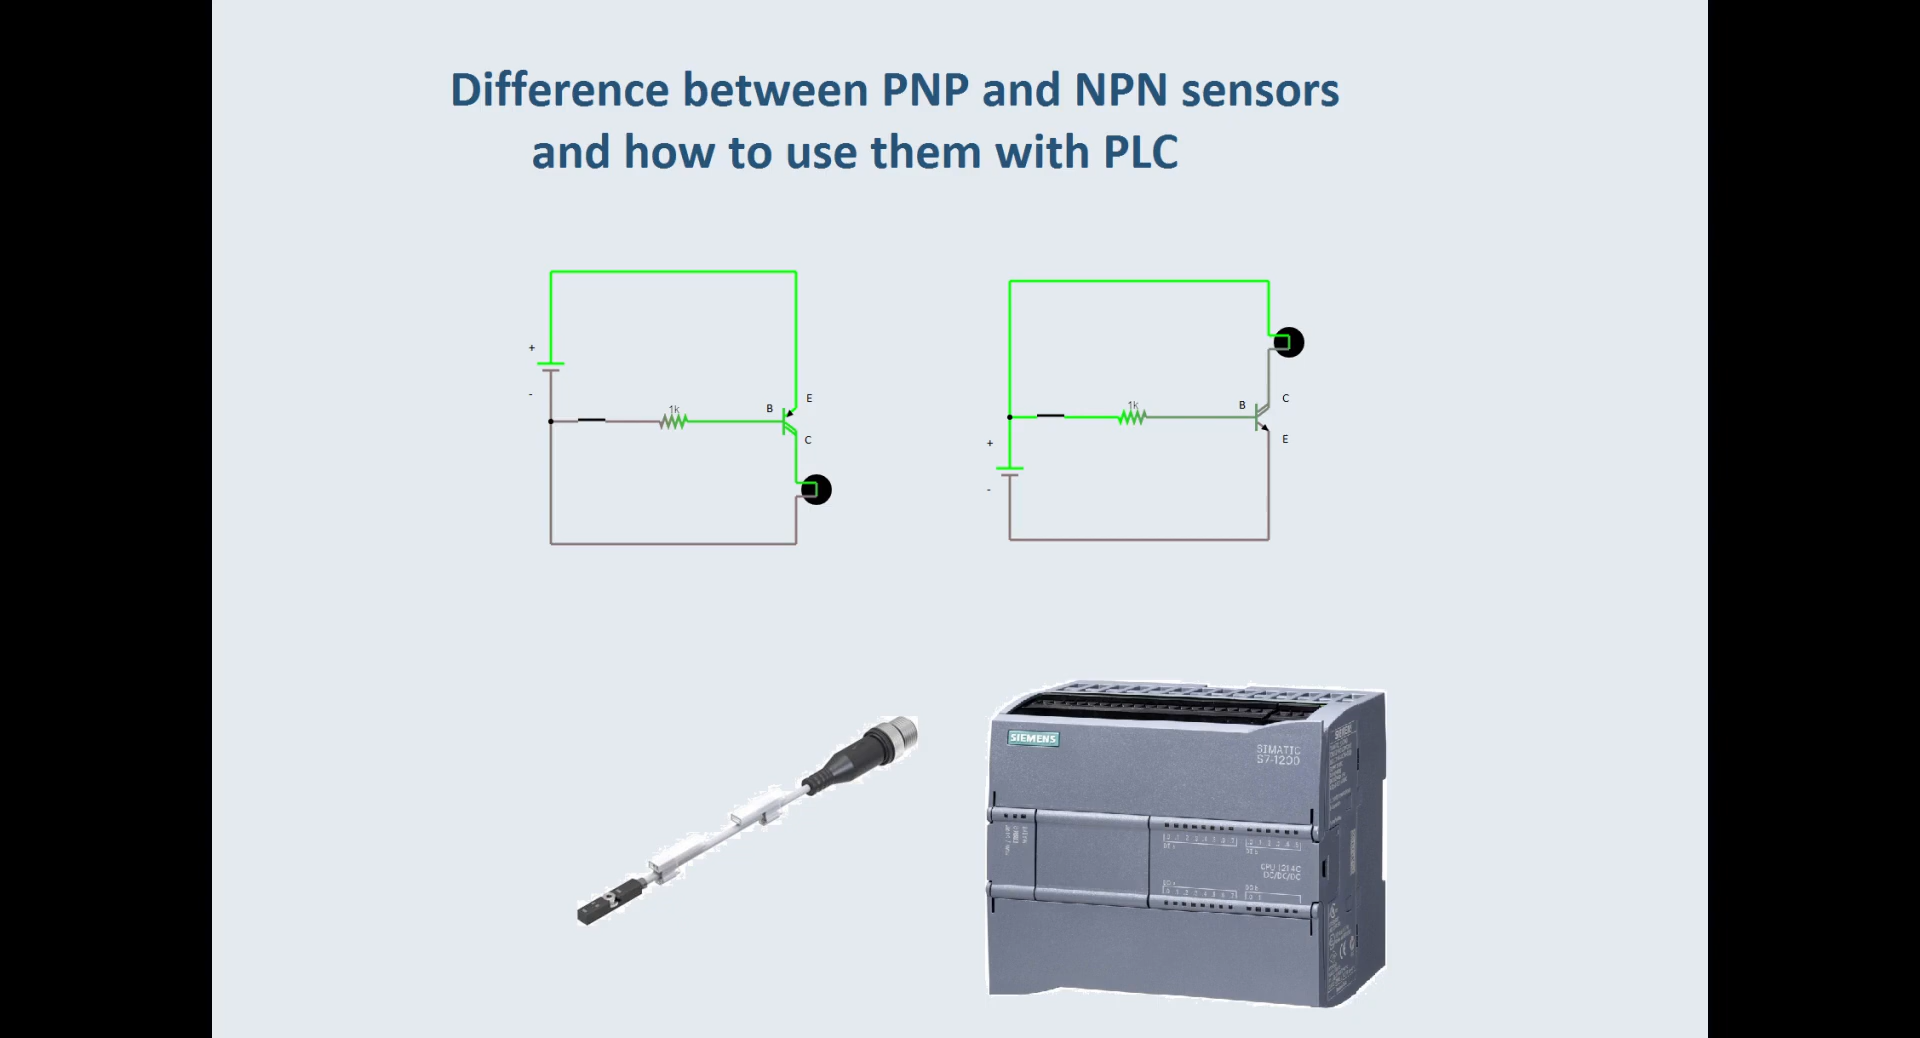 Difference between PNP and NPN sensors
and how to use them with PLC
+
-
1k
B
E
C
+
-
1k
B
C
E
SIEMENS
SIMATIC
S7-1200
CPU 1214C
DC/DC/DC